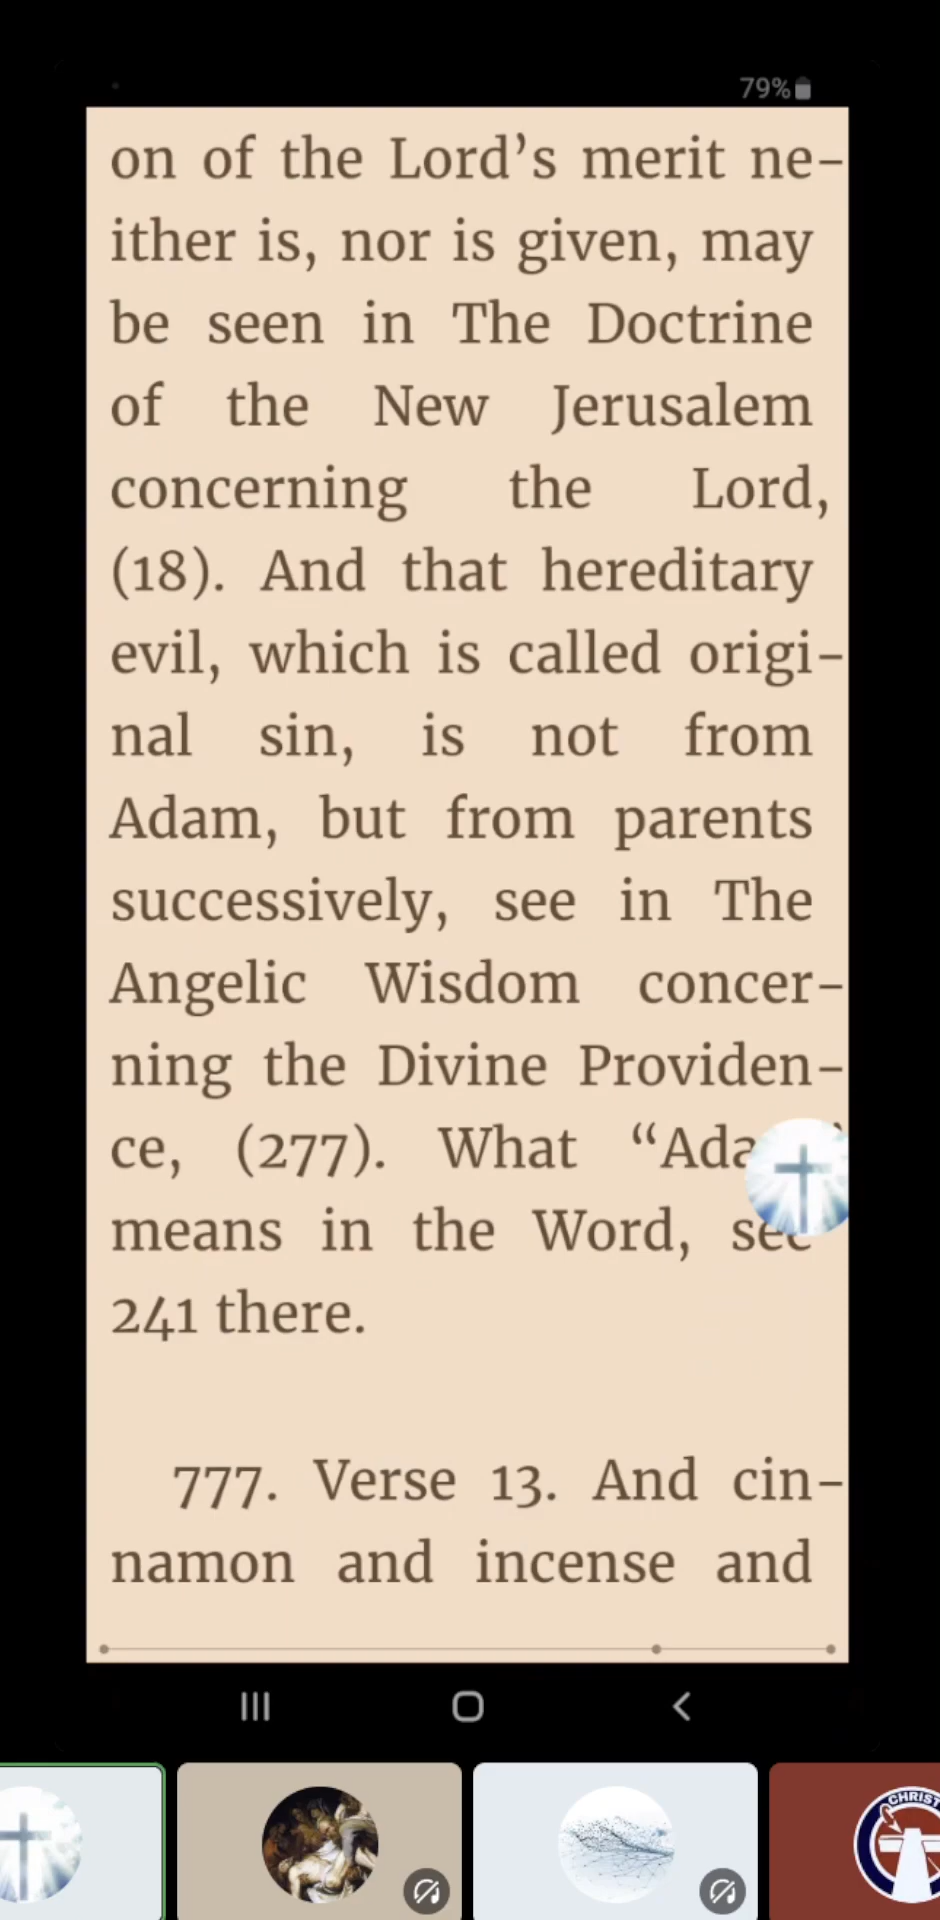 79%
on of the Lord’s merit ne-
ither is, nor is given, may
be seen in The Doctrine
of the New Jerusalem
concerning the Lord,
(18). And that hereditary
evil, which is called origi-
nal sin, is not from
Adam, but from parents
successively, see in The
Angelic Wisdom concer-
ning the Divine Providen-
ce, (277). What “Ada
means in the Word, see
241 there.
777. Verse 13. And cin-
namon and incense and
CHRIST